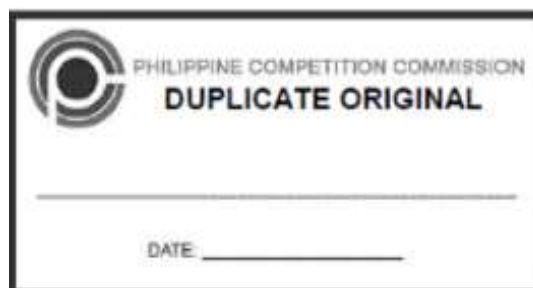 PHILIPPINE COMPETITION COMMISSION
DUPLICATE ORIGINAL
DATE: